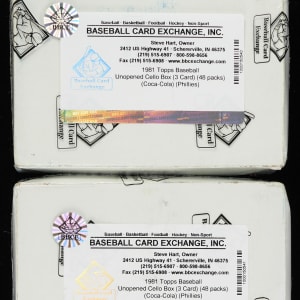 Baseball Basketball Football Hockey Non-Sport
BASEBALL CARD EXCHANGE, INC.
Steve Hart, Owner
2412 US Highway 41 · Schererville, IN 46375
(219) 515-6907 · 800-598-8656
Fax (219) 515-6908 · www.bbcexchange.com
1981 Topps Baseball
Unopened Cello Box (3 Card) (48 packs)
(Coca-Cola) (Phillies)
Baseball Basketball Football Hockey Non-Sport
BASEBALL CARD EXCHANGE, INC.
Steve Hart, Owner
2412 US Highway 41 · Schererville, IN 46375
(219) 515-6907 · 800-598-8656
Fax (219) 515-6908 · www.bbcexchange.com
1981 Topps Baseball
Unopened Cello Box (3 Card) (48 packs)
(Coca-Cola) (Phillies)